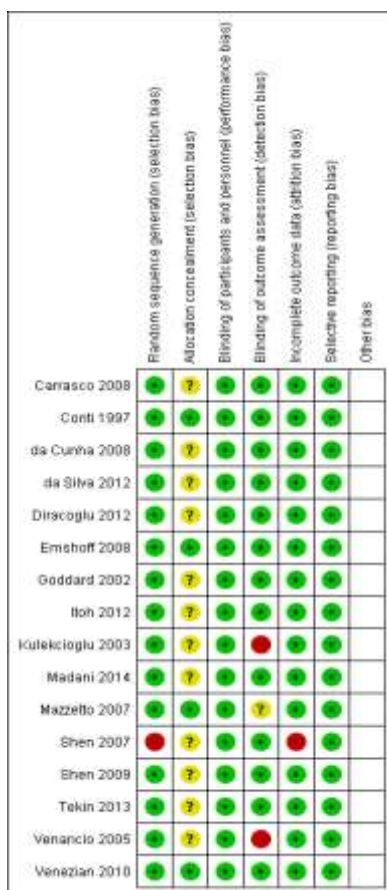 Random sequence generation (selection bias)
Allocation concealment (selection bias)
Blinding of participants and personnel (performance bias)
Blinding of outcome assessment (detection bias)
Incomplete outcome data (attrition bias)
Selective reporting (reporting bias)
Other bias
Carrasco 2008 + ? + + + +
Conti 1997 + + + + + +
da Cunha 2008 + ? + + + +
da Silva 2012 + ? + + + +
Diracoglu 2012 + ? + + + +
Emshoff 2008 + + + + + +
Goddard 2002 + ? + + + +
Itoh 2012 + ? + + + +
Kulekcioglu 2003 + ? + + +
Madani 2014 + ? + + + +
Mazzetto 2007 + + + ? + +
Shen 2007 ? + + +
Shen 2009 + ? + + + +
Tekin 2013 + ? + + + +
Venancio 2005 + ? + + +
Venezian 2010 + + + + + +